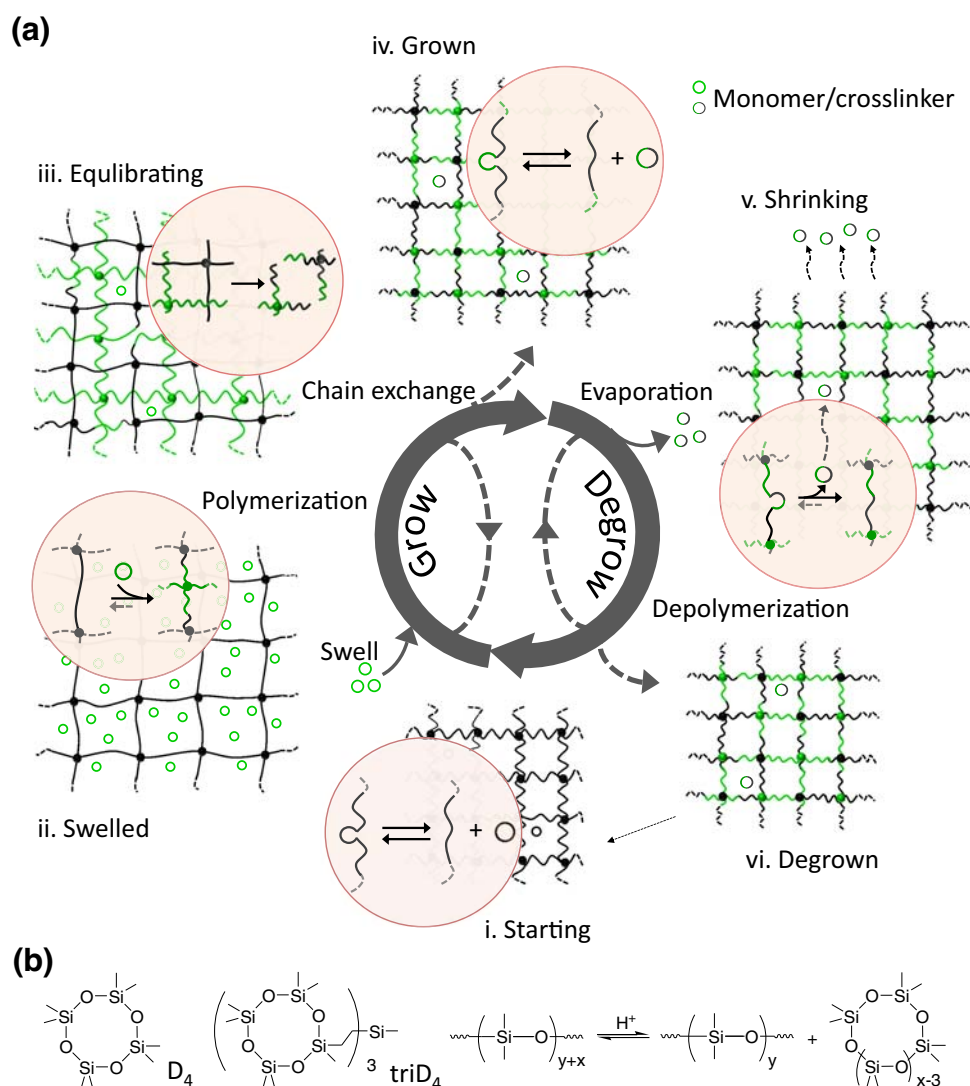 (a)
iv. Grown
Monomer/crosslinker
iii. Equlibrating
+
v. Shrinking
Chain exchange
Evaporation
Polymerization
Grow
Degrow
Depolymerization
Swell
ii. Swelled
+
vi. Degrown
i. Starting
(b)
Si O Si O Si O Si O D4
( Si O Si O Si O Si O Si )3 triD4
( Si—O )y+x H+ ( Si—O )y + Si O Si O Si O ( Si O )x-3